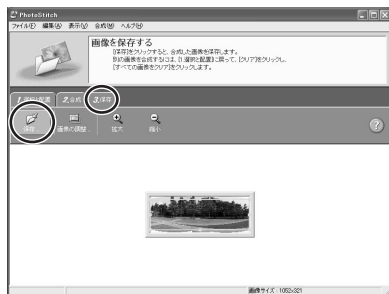 PhotoStitch
ファイル(F) 編集(A) 表示(V) 合成(M) ヘルプ(H)
画像を保存する
[保存]をクリックすると、合成した画像を保存します。
別の画像を合成するには、[1.選択と配置]に戻って、[クリア]をクリックし、
[すべての画像をクリア]をクリックします。
1.選択と配置 2.合成 3.保存
保存... 画像の調整... 拡大 縮小
?
画像サイズ : 1052x321